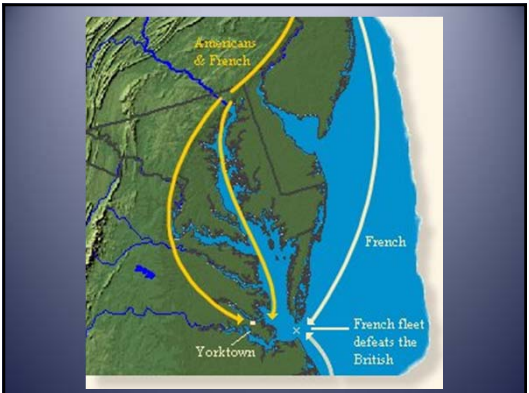 Americans
& French
French
French fleet
defeats the
British
Yorktown